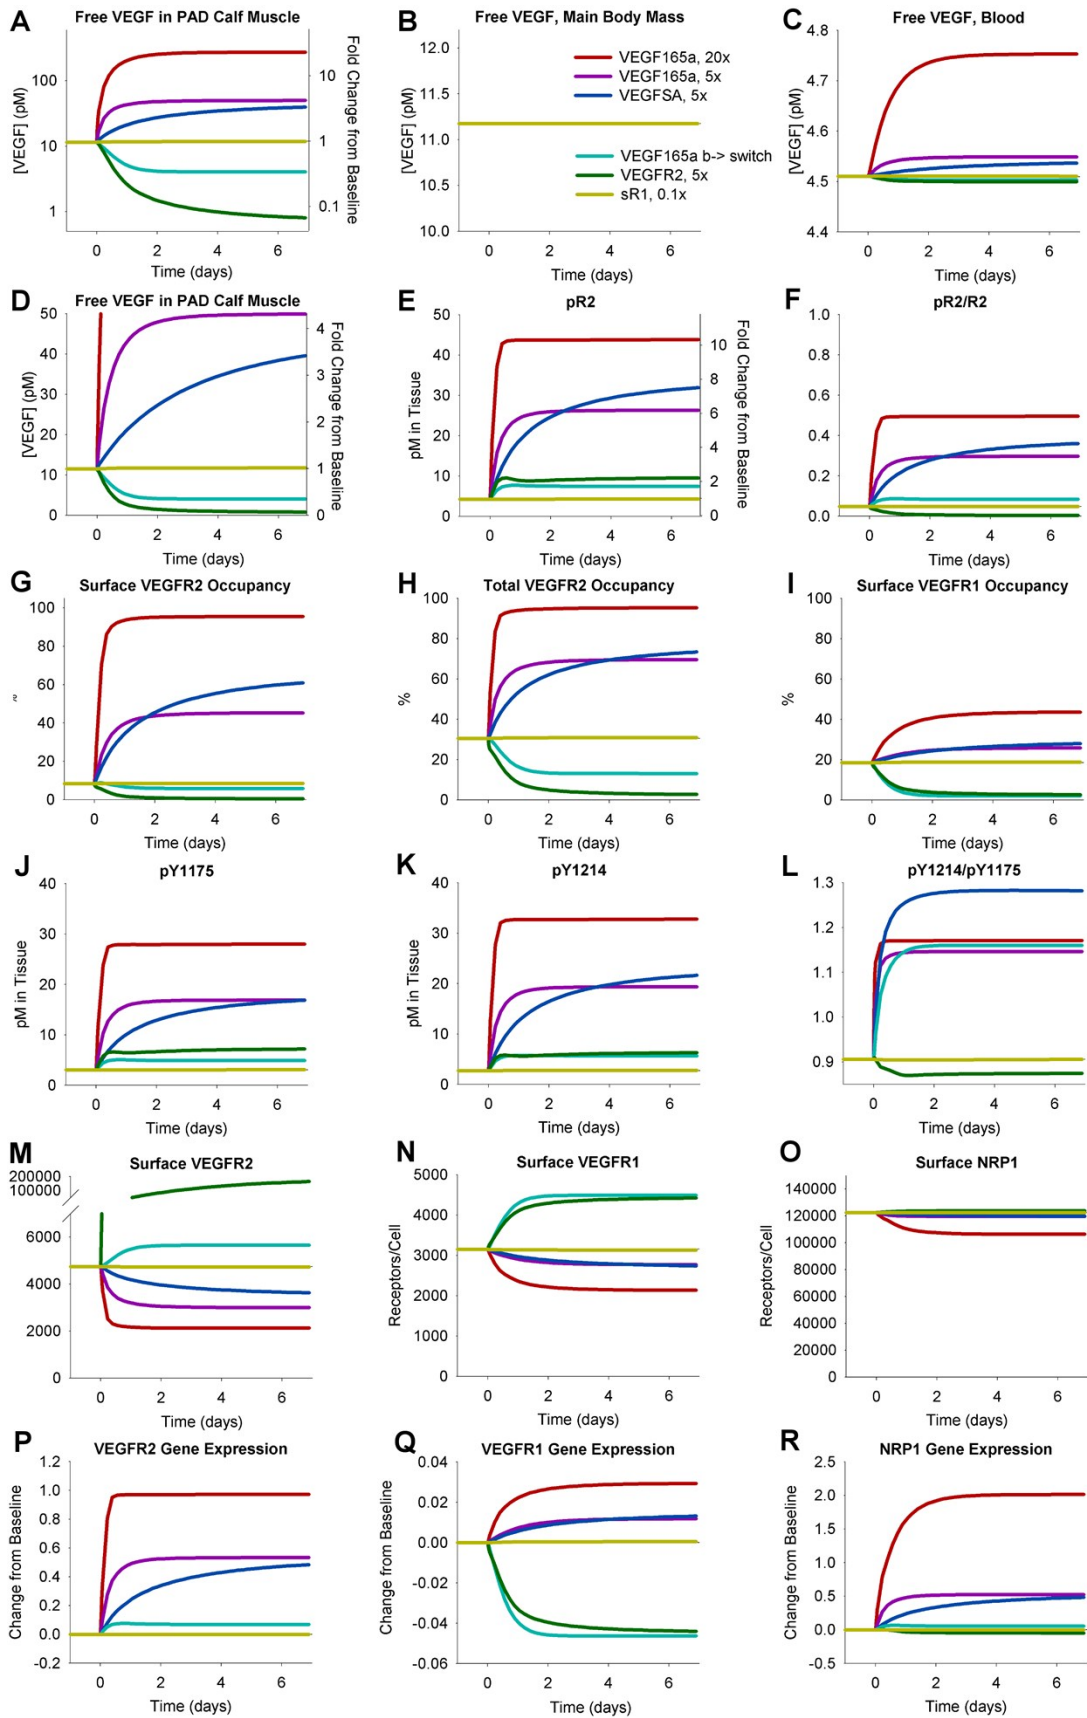 A
Free VEGF in PAD Calf Muscle
[VEGF] (pM)
100
10
1
Fold Change from Baseline
10
1
0.1
0 2 4 6
Time (days)
B
Free VEGF, Main Body Mass
[VEGF] (pM)
12.0
11.5
11.0
10.5
10.0
VEGF165a, 20x
VEGF165a, 5x
VEGFSA, 5x
VEGF165a b-> switch
VEGFR2, 5x
sR1, 0.1x
0 2 4 6
Time (days)
C
Free VEGF, Blood
[VEGF] (pM)
4.8
4.7
4.6
4.5
4.4
0 2 4 6
Time (days)
D
Free VEGF in PAD Calf Muscle
[VEGF] (pM)
50
40
30
20
10
0
Fold Change from Baseline
4
3
2
1
0
0 2 4 6
Time (days)
E
pR2
pM in Tissue
50
40
30
20
10
0
Fold Change from Baseline
10
8
6
4
2
0
0 2 4 6
Time (days)
F
pR2/R2
1.0
0.8
0.6
0.4
0.2
0.0
0 2 4 6
Time (days)
G
Surface VEGFR2 Occupancy
100
80
60
40
20
0
0 2 4 6
Time (days)
H
Total VEGFR2 Occupancy
%
100
80
60
40
20
0
0 2 4 6
Time (days)
I
Surface VEGFR1 Occupancy
%
100
80
60
40
20
0
0 2 4 6
Time (days)
J
pY1175
pM in Tissue
40
30
20
10
0
0 2 4 6
Time (days)
K
pY1214
pM in Tissue
40
30
20
10
0
0 2 4 6
Time (days)
L
pY1214/pY1175
1.3
1.2
1.1
1.0
0.9
0 2 4 6
Time (days)
M
Surface VEGFR2
200000
100000
6000
4000
2000
0
0 2 4 6
Time (days)
N
Surface VEGFR1
Receptors/Cell
5000
4000
3000
2000
1000
0
0 2 4 6
Time (days)
O
Surface NRP1
Receptors/Cell
140000
120000
100000
80000
60000
40000
20000
0
0 2 4 6
Time (days)
P
VEGFR2 Gene Expression
Change from Baseline
1.2
1.0
0.8
0.6
0.4
0.2
0.0
-0.2
0 2 4 6
Time (days)
Q
VEGFR1 Gene Expression
Change from Baseline
0.04
0.02
0.00
-0.02
-0.04
-0.06
0 2 4 6
Time (days)
R
NRP1 Gene Expression
Change from Baseline
2.5
2.0
1.5
1.0
0.5
0.0
-0.5
0 2 4 6
Time (days)